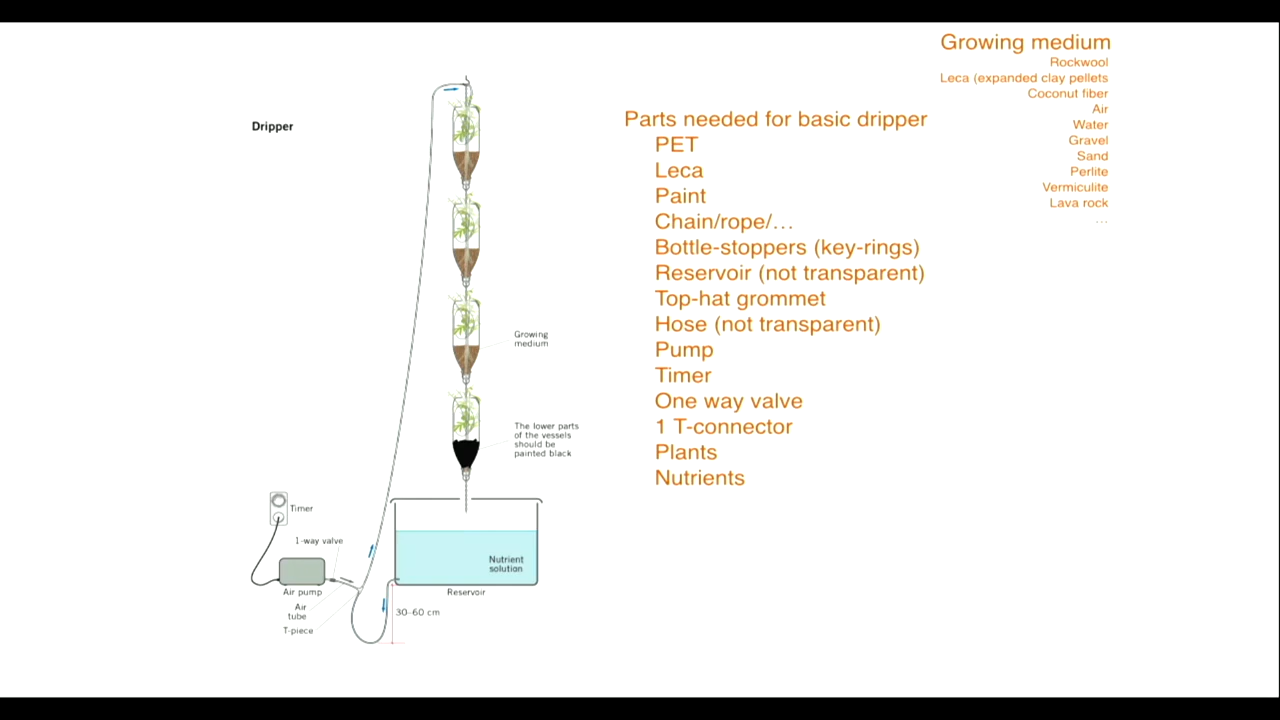 Growing medium
Rockwool
Leca (expanded clay pellets
Coconut fiber
Air
Water
Gravel
Sand
Perlite
Vermiculite
Lava rock
...
Dripper
Parts needed for basic dripper
PET
Leca
Paint
Chain/rope/...
Bottle-stoppers (key-rings)
Reservoir (not transparent)
Top-hat grommet
Hose (not transparent)
Pump
Timer
One way valve
1 T-connector
Plants
Nutrients
Growing
medium
The lower parts
of the vessels
should be
painted black
Timer
1-way valve
Air pump
Air
tube
T-piece
Nutrient
solution
Reservoir
30-60 cm